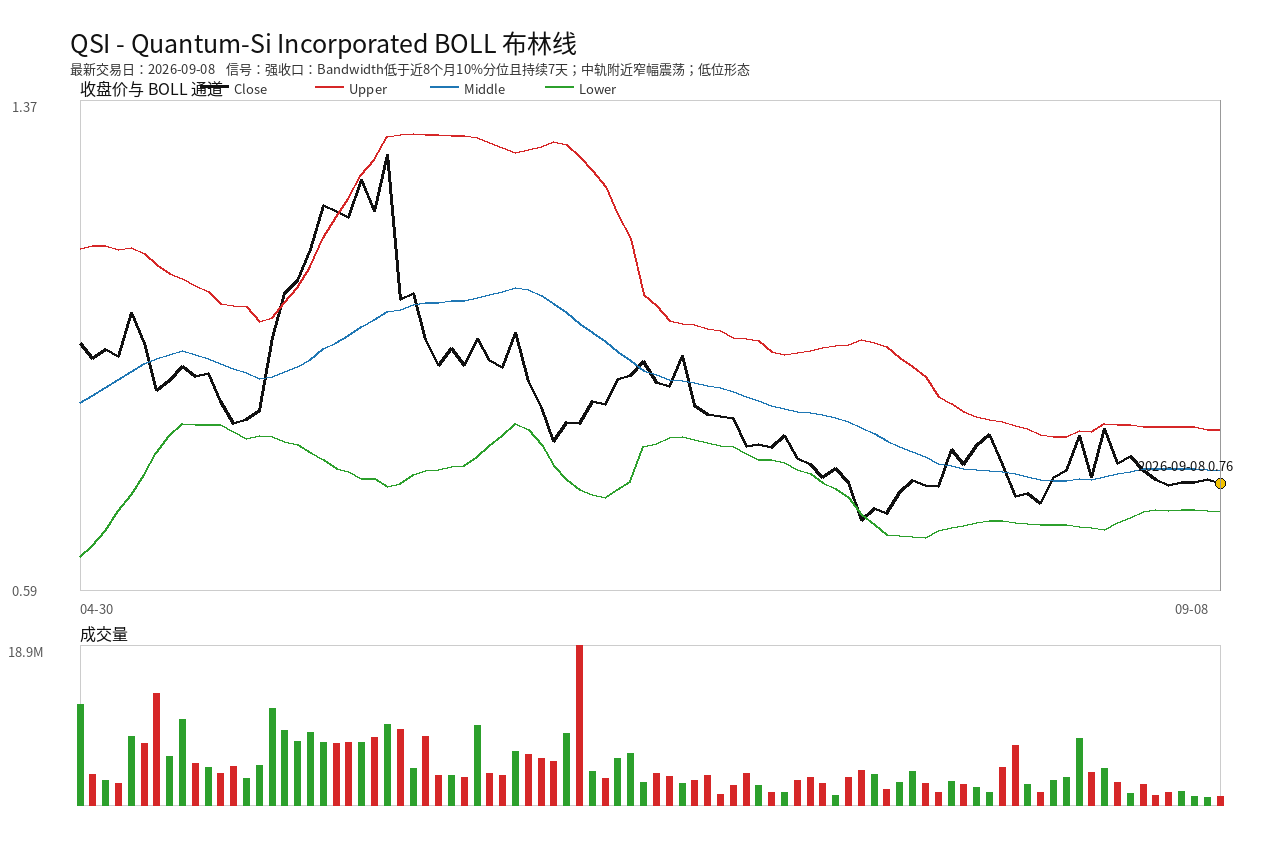 QSI - Quantum-Si Incorporated BOLL 布林线
最新交易日：2026-09-08 信号：强收口：Bandwidth低于近8个月10%分位且持续7天；中轨附近窄幅震荡；低位形态
收盘价与 BOLL 通道 Close Upper Middle Lower
1.37
2026-09-08 0.76
0.59
04-30 09-08
成交量
18.9M